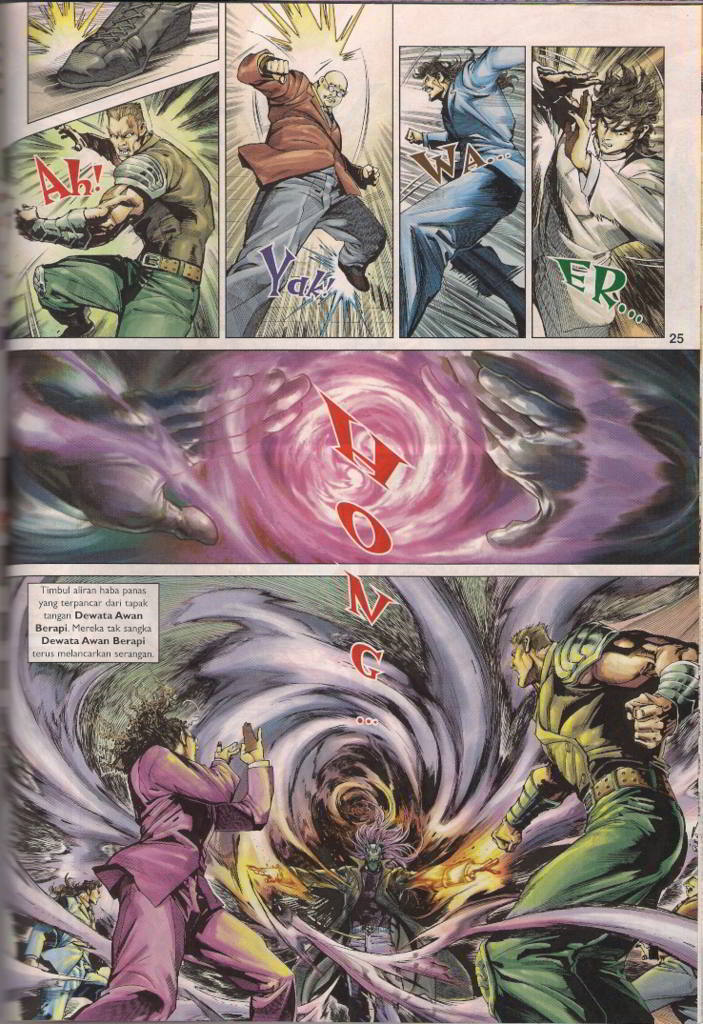 Ah!
Yak!
WA...
ER...
25
HONG...
Timbul aliran haba panas
yang terpancar dari tapak
tangan Dewata Awan
Berapi. Mereka tak sangka
Dewata Awan Berapi
terus melancarkan serangan.